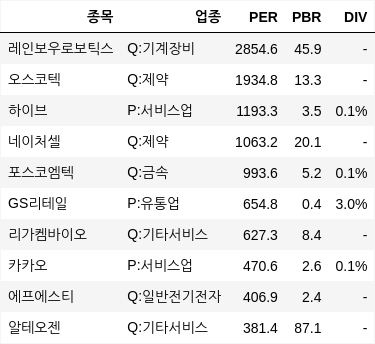 종목 업종 PER PBR DIV
레인보우로보틱스 Q:기계장비 2854.6 45.9 -
오스코텍 Q:제약 1934.8 13.3 -
하이브 P:서비스업 1193.3 3.5 0.1%
네이처셀 Q:제약 1063.2 20.1 -
포스코엠텍 Q:금속 993.6 5.2 0.1%
GS리테일 P:유통업 654.8 0.4 3.0%
리가켐바이오 Q:기타서비스 627.3 8.4 -
카카오 P:서비스업 470.6 2.6 0.1%
에프에스티 Q:일반전기전자 406.9 2.4 -
알테오젠 Q:기타서비스 381.4 87.1 -